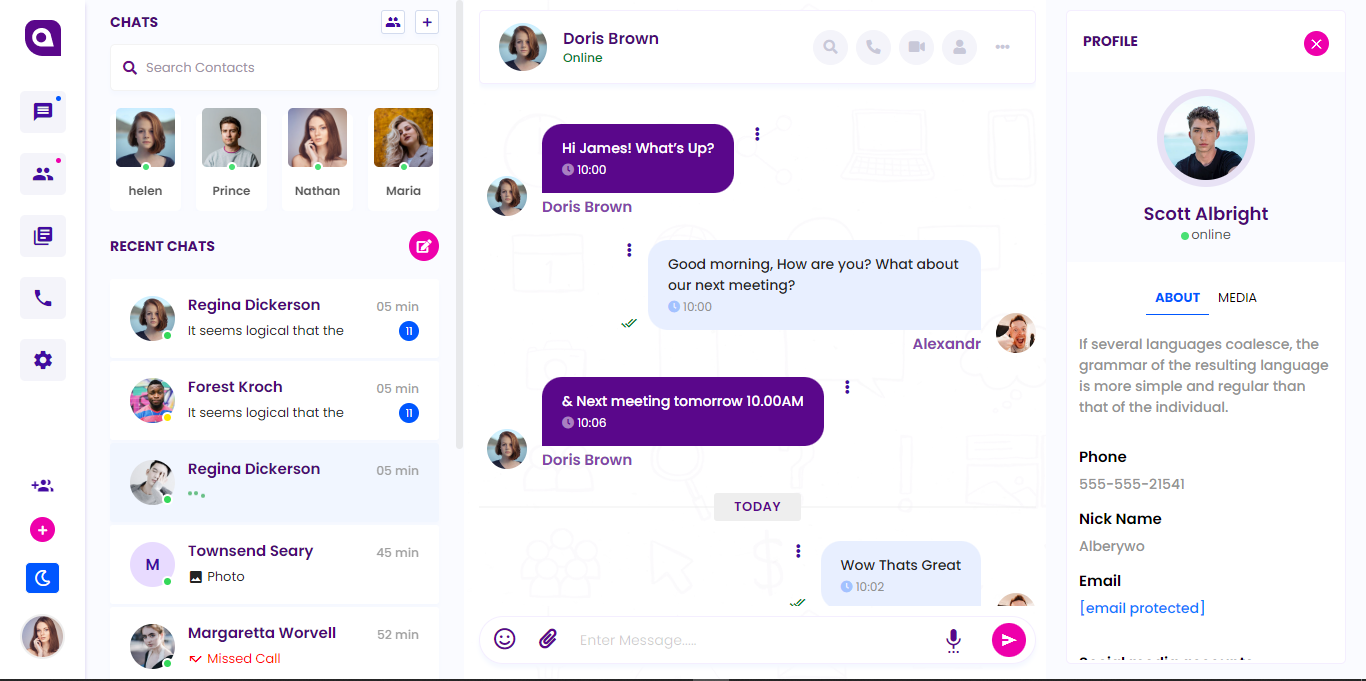 CHATS
Search Contacts
helen
Prince
Nathan
Maria
RECENT CHATS
Regina Dickerson
05 min
It seems logical that the
11
Forest Kroch
05 min
It seems logical that the
11
Regina Dickerson
05 min
M
Townsend Seary
45 min
Photo
Margaretta Worvell
52 min
Missed Call
Doris Brown
Online
Hi James! What’s Up?
10:00
Doris Brown
Good morning, How are you? What about
our next meeting?
10:00
Alexandr
& Next meeting tomorrow 10.00AM
10:06
Doris Brown
TODAY
Wow Thats Great
10:02
Enter Message.....
PROFILE
Scott Albright
online
ABOUT
MEDIA
If several languages coalesce, the
grammar of the resulting language
is more simple and regular than
that of the individual.
Phone
555-555-21541
Nick Name
Alberywo
Email
[email protected]
Social media accounts